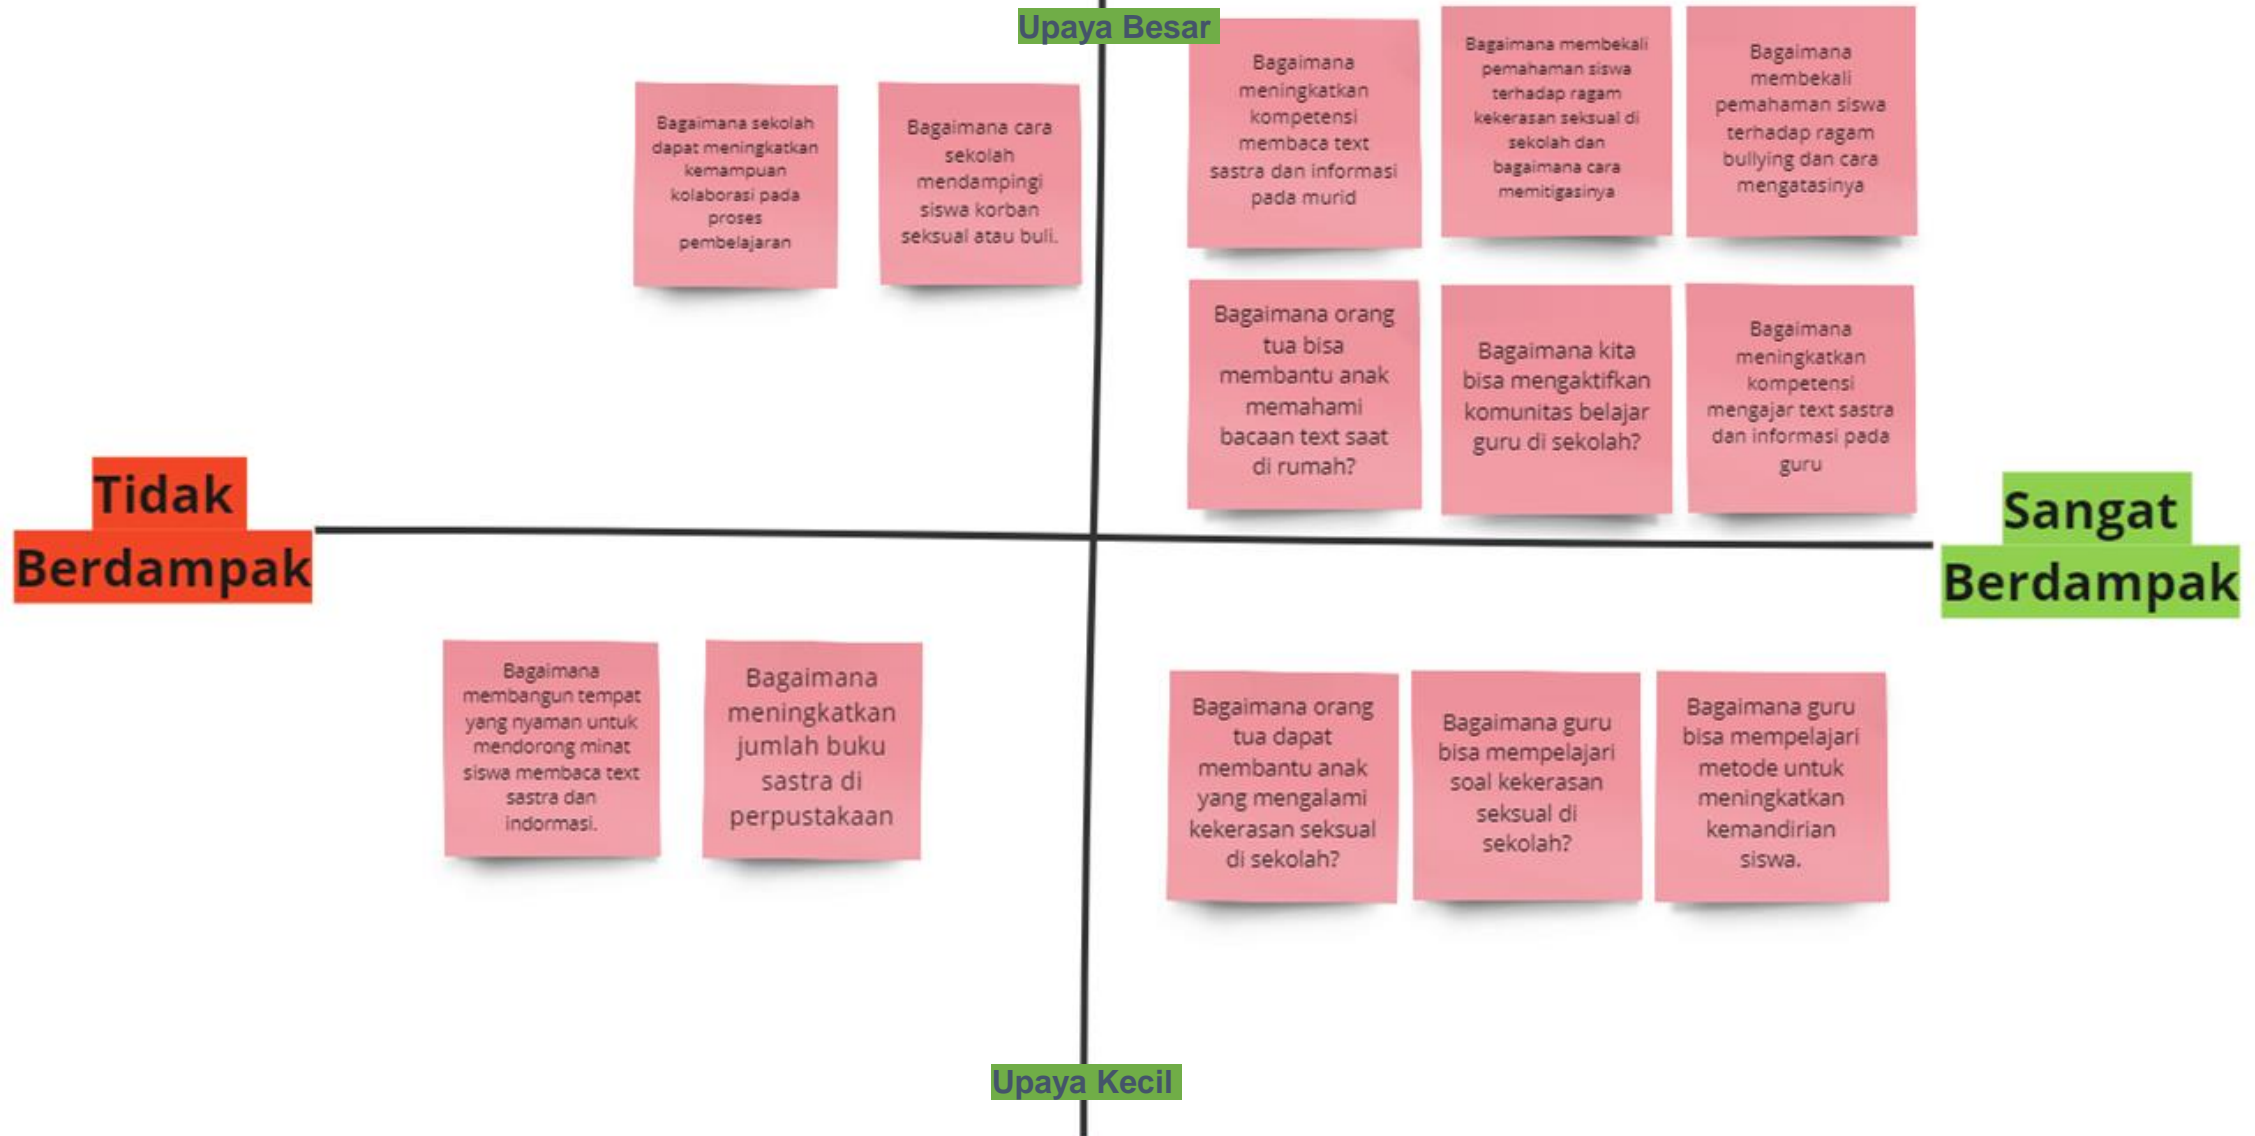 Upaya Besar
Bagaimana sekolah
dapat meningkatkan
kemampuan
kolaborasi pada
proses
pembelajaran
Bagaimana cara
sekolah
mendampingi
siswa korban
seksual atau buli.
Bagaimana
meningkatkan
kompetensi
membaca text
sastra dan informasi
pada murid
Bagaimana membekali
pemahaman siswa
terhadap ragam
kekerasan seksual di
sekolah dan
bagaimana cara
memitigasinya
Bagaimana
membekali
pemahaman siswa
terhadap ragam
bullying dan cara
mengatasinya
Bagaimana orang
tua bisa
membantu anak
memahami
bacaan text saat
di rumah?
Bagaimana kita
bisa mengaktifkan
komunitas belajar
guru di sekolah?
Bagaimana
meningkatkan
kompetensi
mengajar text sastra
dan informasi pada
guru
Tidak
Berdampak
Sangat
Berdampak
Bagaimana
membangun tempat
yang nyaman untuk
mendorong minat
siswa membaca text
sastra dan
indormasi.
Bagaimana
meningkatkan
jumlah buku
sastra di
perpustakaan
Bagaimana orang
tua dapat
membantu anak
yang mengalami
kekerasan seksual
di sekolah?
Bagaimana guru
bisa mempelajari
soal kekerasan
seksual di
sekolah?
Bagaimana guru
bisa mempelajari
metode untuk
meningkatkan
kemandirian
siswa.
Upaya Kecil